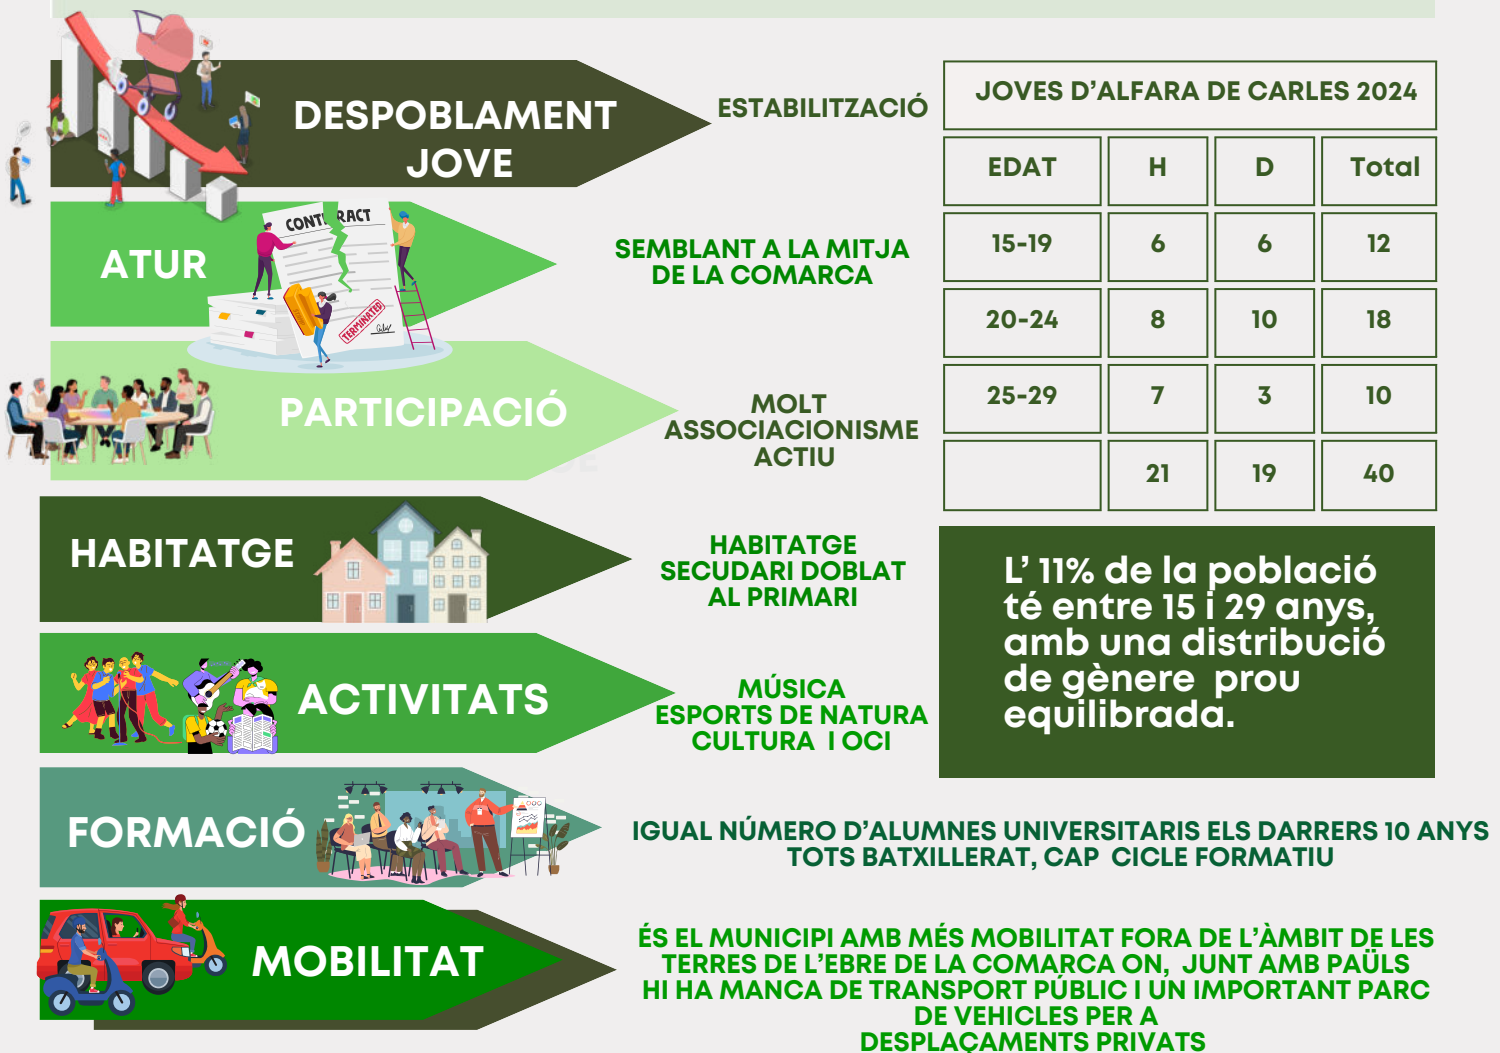 DESPOBLAMENT
JOVE
ESTABILITZACIÓ
ATUR
CONTRACT
TERMINATED
SEMBLANT A LA MITJA
DE LA COMARCA
PARTICIPACIÓ
MOLT
ASSOCIACIONISME
ACTIU
HABITATGE
HABITATGE
SECUDARI DOBLAT
AL PRIMARI
ACTIVITATS
MÚSICA
ESPORTS DE NATURA
CULTURA I OCI
JOVES D'ALFARA DE CARLES 2024
EDAT H D Total
15-19 6 6 12
20-24 8 10 18
25-29 7 3 10
21 19 40
L' 11% de la població
té entre 15 i 29 anys,
amb una distribució
de gènere prou
equilibrada.
FORMACIÓ
IGUAL NÚMERO D'ALUMNES UNIVERSITARIS ELS DARRERS 10 ANYS
TOTS BATXILLERAT, CAP CICLE FORMATIU
MOBILITAT
ÉS EL MUNICIPI AMB MÉS MOBILITAT FORA DE L'ÀMBIT DE LES
TERRES DE L'EBRE DE LA COMARCA ON, JUNT AMB PAÜLS
HI HA MANCA DE TRANSPORT PÚBLIC I UN IMPORTANT PARC
DE VEHICLES PER A
DESPLAÇAMENTS PRIVATS